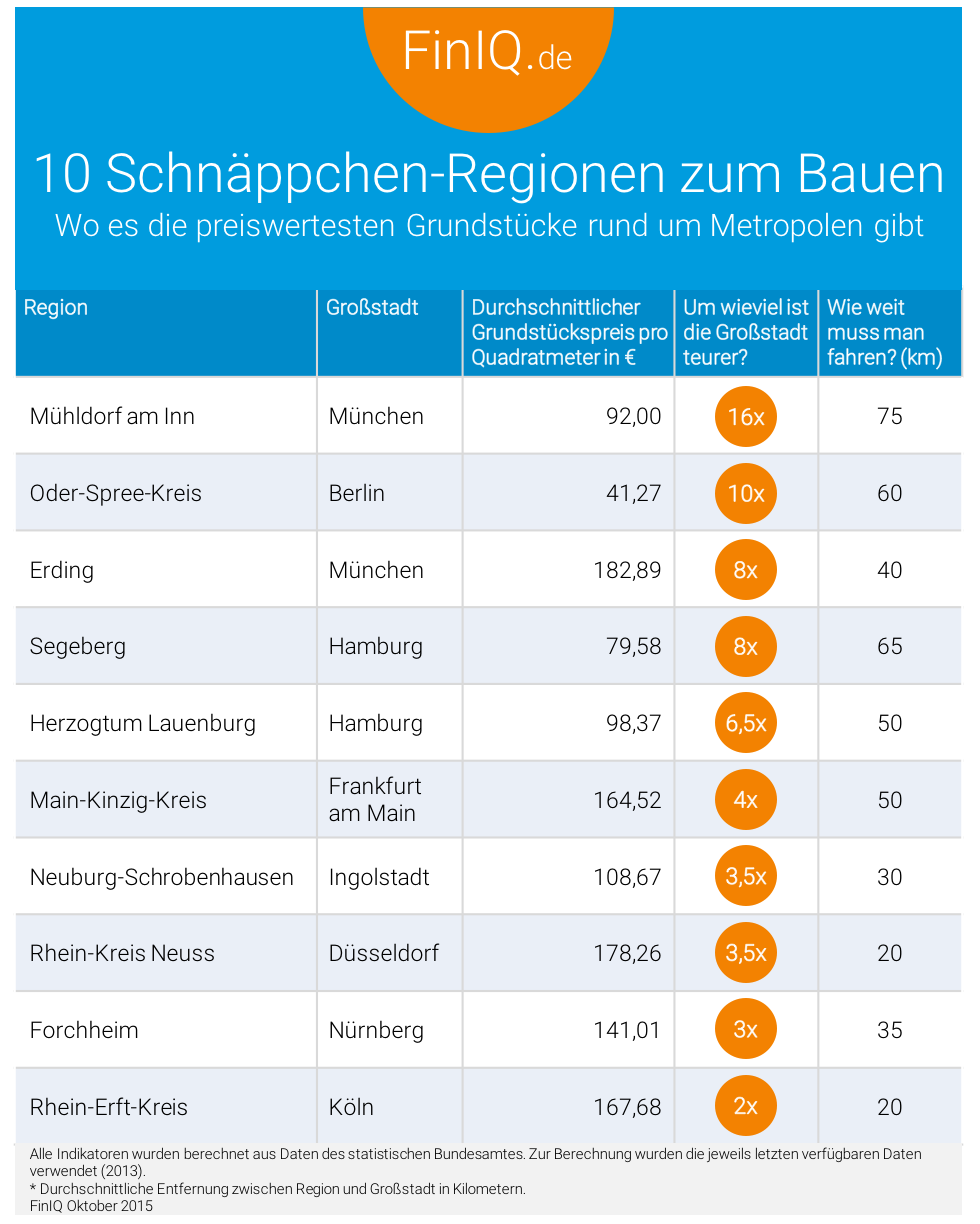 FinIQ.de
10 Schnäppchen-Regionen zum Bauen
Wo es die preiswertesten Grundstücke rund um Metropolen gibt
Region Großstadt Durchschnittlicher Um wieviel ist Wie weit
Grundstückspreis pro die Großstadt muss man
Quadratmeter in € teurer? fahren? (km)
Mühldorf am Inn München 92,00 16x 75
Oder-Spree-Kreis Berlin 41,27 10x 60
Erding München 182,89 8x 40
Segeberg Hamburg 79,58 8x 65
Herzogtum Lauenburg Hamburg 98,37 6,5x 50
Frankfurt
Main-Kinzig-Kreis am Main 164,52 4x 50
Neuburg-Schrobenhausen Ingolstadt 108,67 3,5x 30
Rhein-Kreis Neuss Düsseldorf 178,26 3,5x 20
Forchheim Nürnberg 141,01 3x 35
Rhein-Erft-Kreis Köln 167,68 2x 20
Alle Indikatoren wurden berechnet aus Daten des statistischen Bundesamtes. Zur Berechnung wurden die jeweils letzten verfügbaren Daten
verwendet (2013).
* Durchschnittliche Entfernung zwischen Region und Großstadt in Kilometern.
FinIQ Oktober 2015